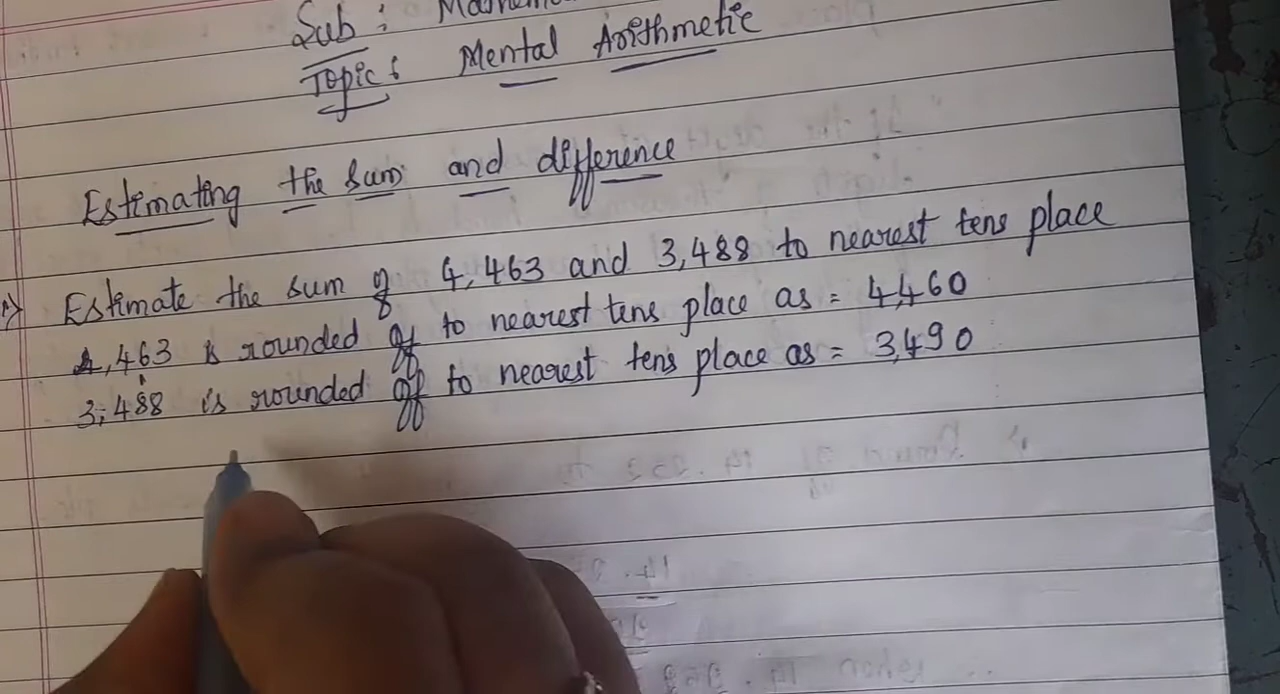 Sub :
Topic : Mental Arithmetic
Estimating the sum and difference
Estimate the sum of 4,463 and 3,488 to nearest tens place
4,463 is rounded off to nearest tens place as = 4,460
3,488 is rounded off to nearest tens place as = 3,490